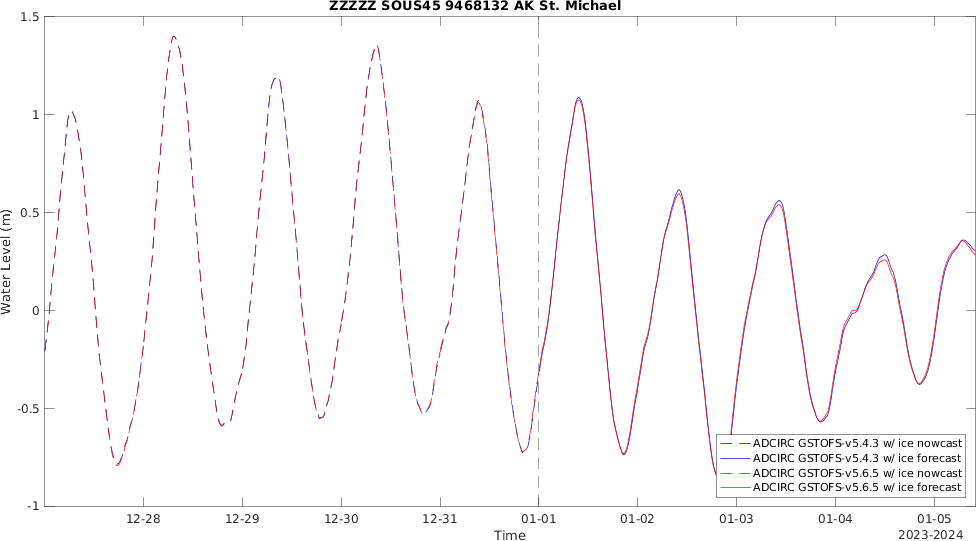 ZZZZZ SOUS45 9468132 AK St. Michael
Water Level (m)
1.5
1
0.5
0
-0.5
-1
ADCIRC GSTOFS-v5.4.3 w/ ice nowcast
ADCIRC GSTOFS-v5.4.3 w/ ice forecast
ADCIRC GSTOFS-v5.6.5 w/ ice nowcast
ADCIRC GSTOFS-v5.6.5 w/ ice forecast
12-28 12-29 12-30 12-31 01-01 01-02 01-03 01-04 01-05
Time
2023-2024